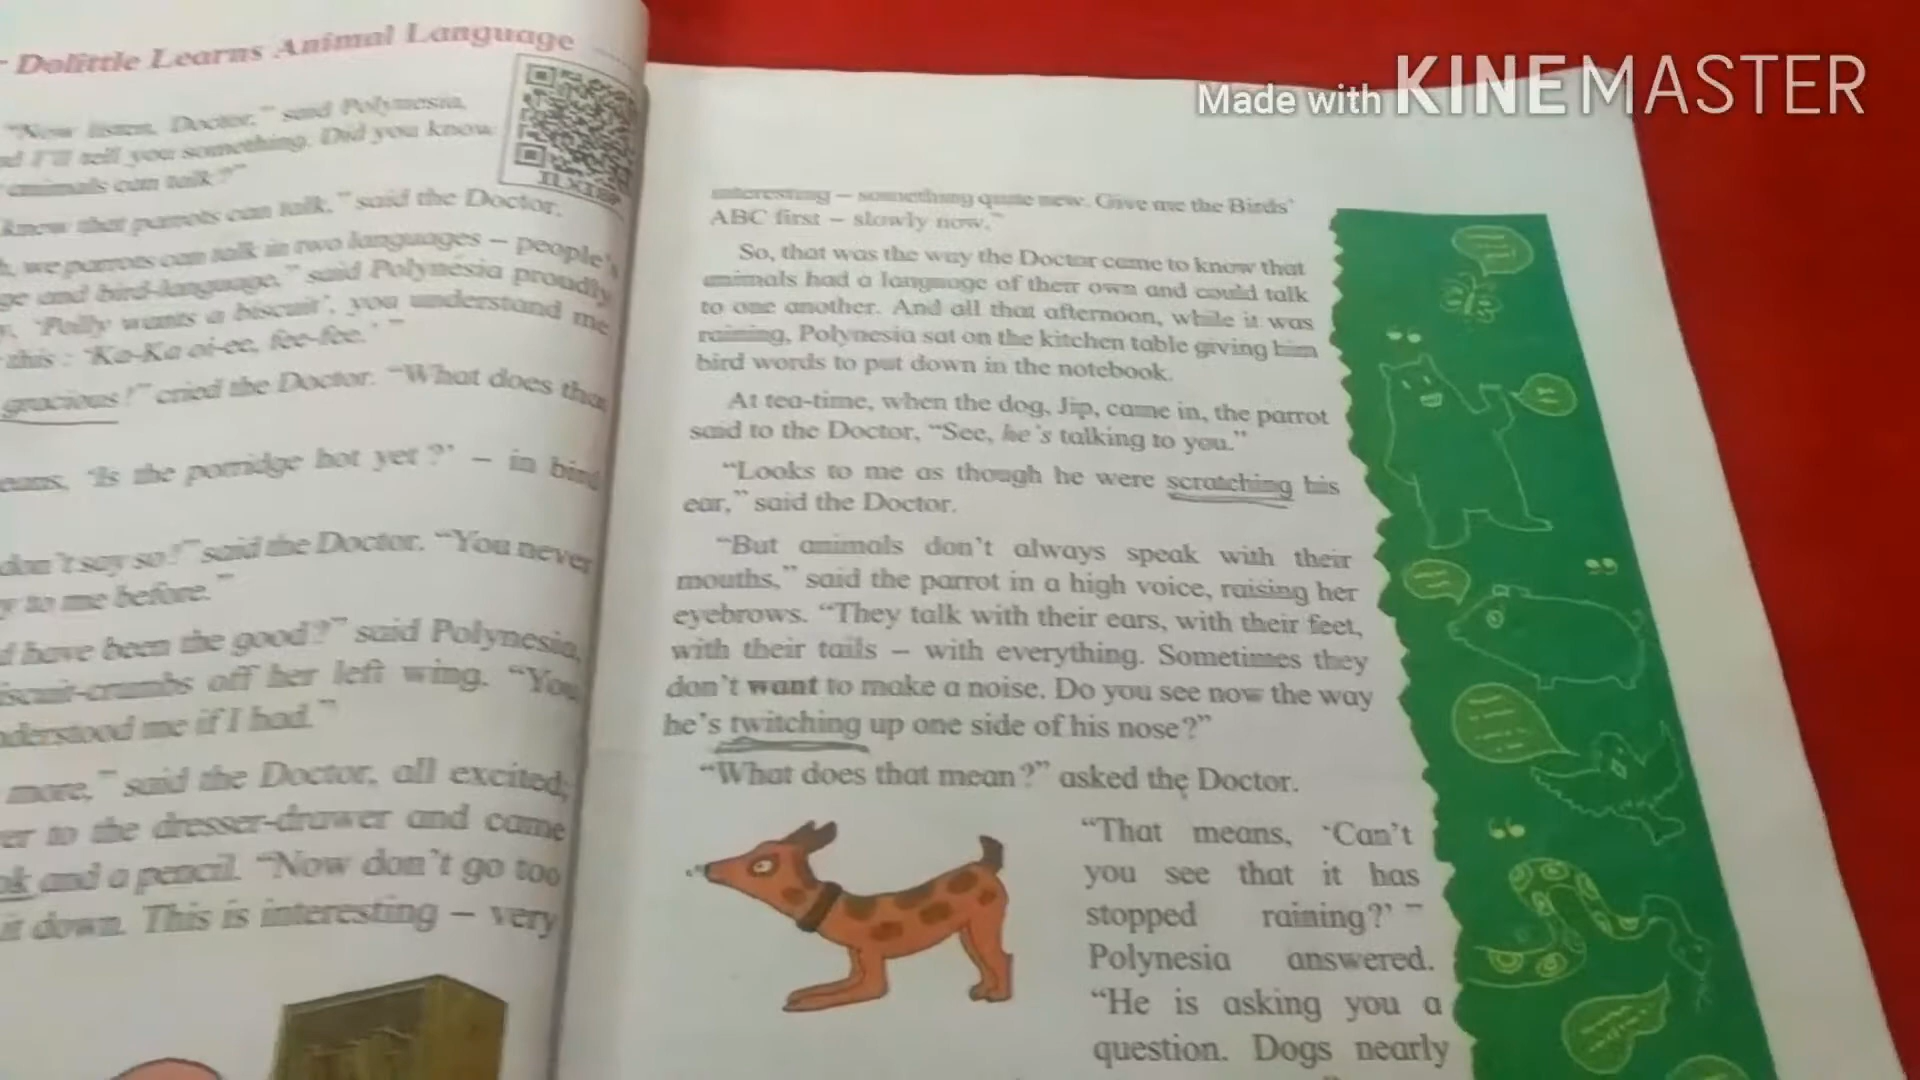 Dolittle Learns Animal Language
"Now listen, Doctor," said Polynesia,
I'll tell you something. Did you know
animals can talk?"
know that parrots can talk," said the Doctor.
we parrots can talk in two languages – people's
and bird-language," said Polynesia proudly
'Polly wants a biscuit', you understand me
this : 'Ka-Ka oi-ee, fee-fee.' "
gracious!" cried the Doctor. "What does that
'Is the porridge hot yet ?' – in bird
don't say so!" said the Doctor. "You never
to me before."
have been the good?" said Polynesia,
biscuit-crumbs off her left wing. "You
understood me if I had."
more," said the Doctor, all excited;
to the dresser-drawer and came
and a pencil. "Now don't go too
it down. This is interesting – very
Made with KINEMASTER
interesting – something quite new. Give me the Birds'
ABC first – slowly now."
So, that was the way the Doctor came to know that
animals had a language of their own and could talk
to one another. And all that afternoon, while it was
raining, Polynesia sat on the kitchen table giving him
bird words to put down in the notebook.
At tea-time, when the dog, Jip, came in, the parrot
said to the Doctor, "See, he's talking to you."
"Looks to me as though he were scratching his
ear," said the Doctor.
"But animals don't always speak with their
mouths," said the parrot in a high voice, raising her
eyebrows. "They talk with their ears, with their feet,
with their tails – with everything. Sometimes they
don't want to make a noise. Do you see now the way
he's twitching up one side of his nose?"
"What does that mean?" asked the Doctor.
"That means, 'Can't
you see that it has
stopped raining?' "
Polynesia answered.
"He is asking you a
question. Dogs nearly